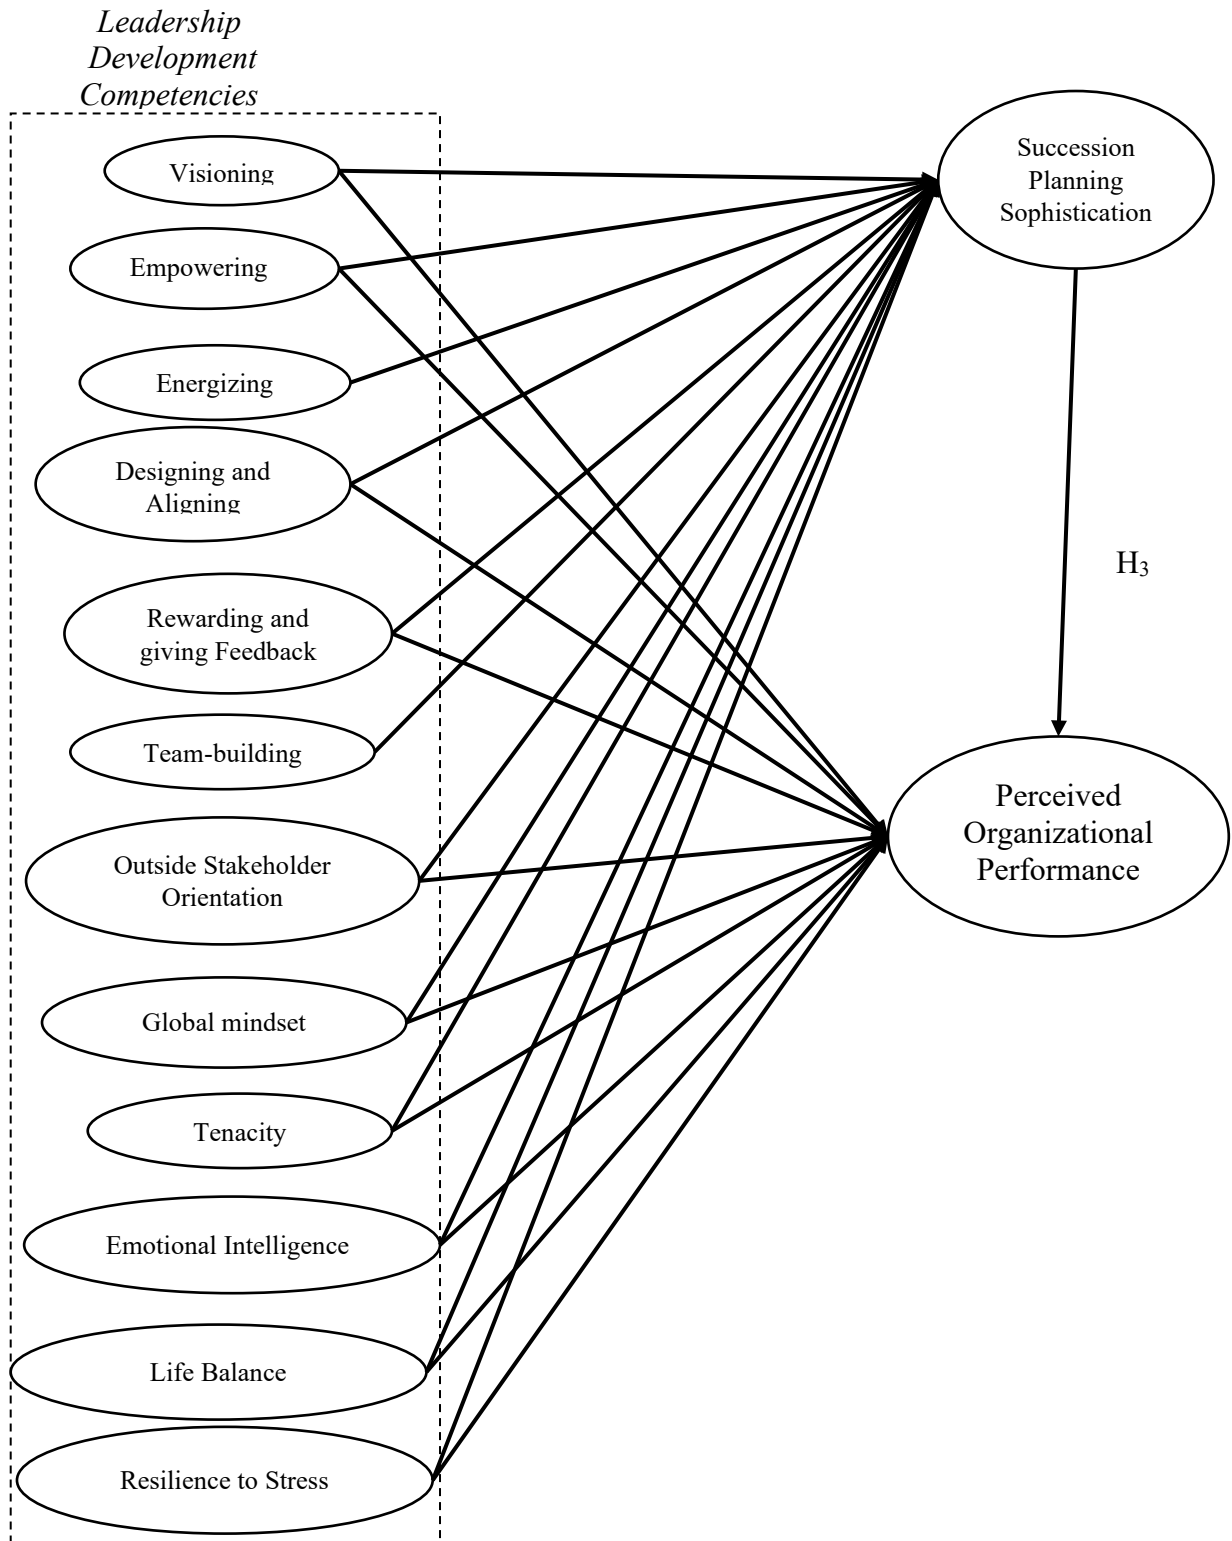 Leadership
Development
Competencies
Visioning
Empowering
Energizing
Designing and
Aligning
Rewarding and
giving Feedback
Team-building
Outside Stakeholder
Orientation
Global mindset
Tenacity
Emotional Intelligence
Life Balance
Resilience to Stress
Succession
Planning
Sophistication
H₃
Perceived
Organizational
Performance